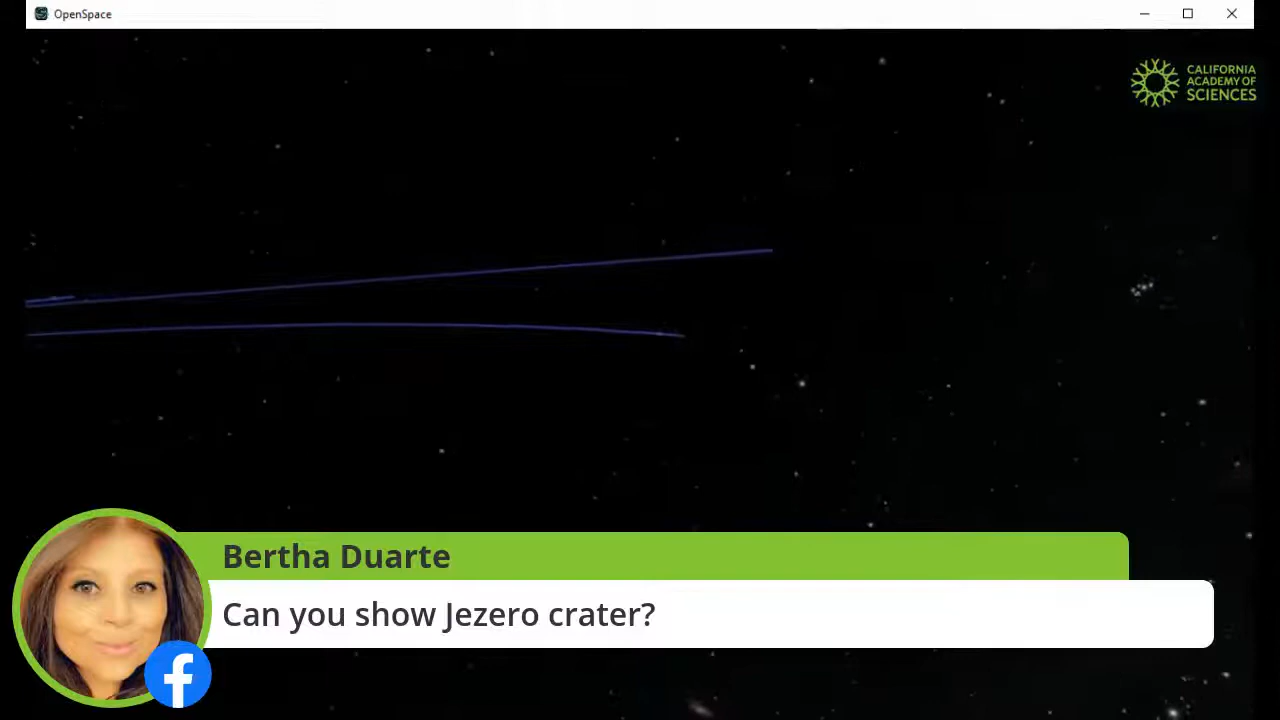 OpenSpace
CALIFORNIA
ACADEMY OF
SCIENCES
Bertha Duarte
Can you show Jezero crater?